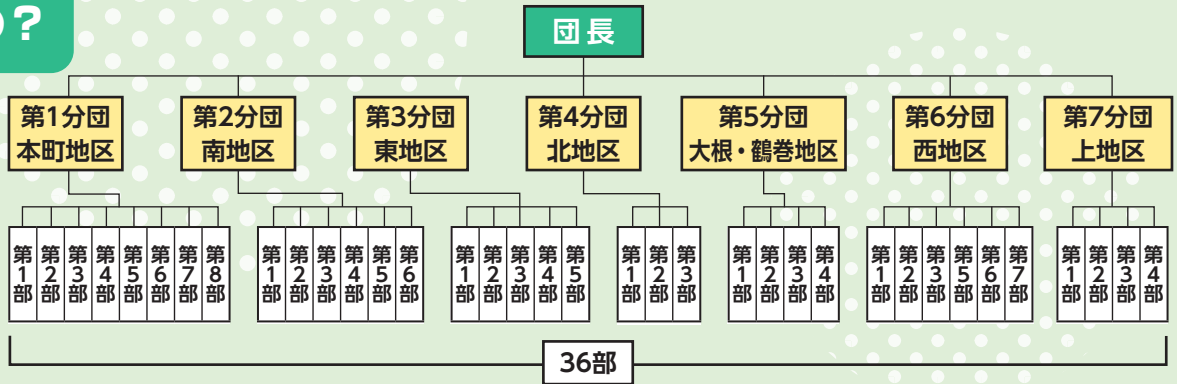 の?
団長
第1分団
本町地区
第2分団
南地区
第3分団
東地区
第4分団
北地区
第5分団
大根・鶴巻地区
第6分団
西地区
第7分団
上地区
第1部
第2部
第3部
第4部
第5部
第6部
第7部
第8部
第1部
第2部
第3部
第4部
第5部
第6部
第1部
第2部
第3部
第4部
第5部
第1部
第2部
第3部
第1部
第2部
第3部
第4部
第1部
第2部
第3部
第5部
第6部
第7部
第1部
第2部
第3部
第4部
36部